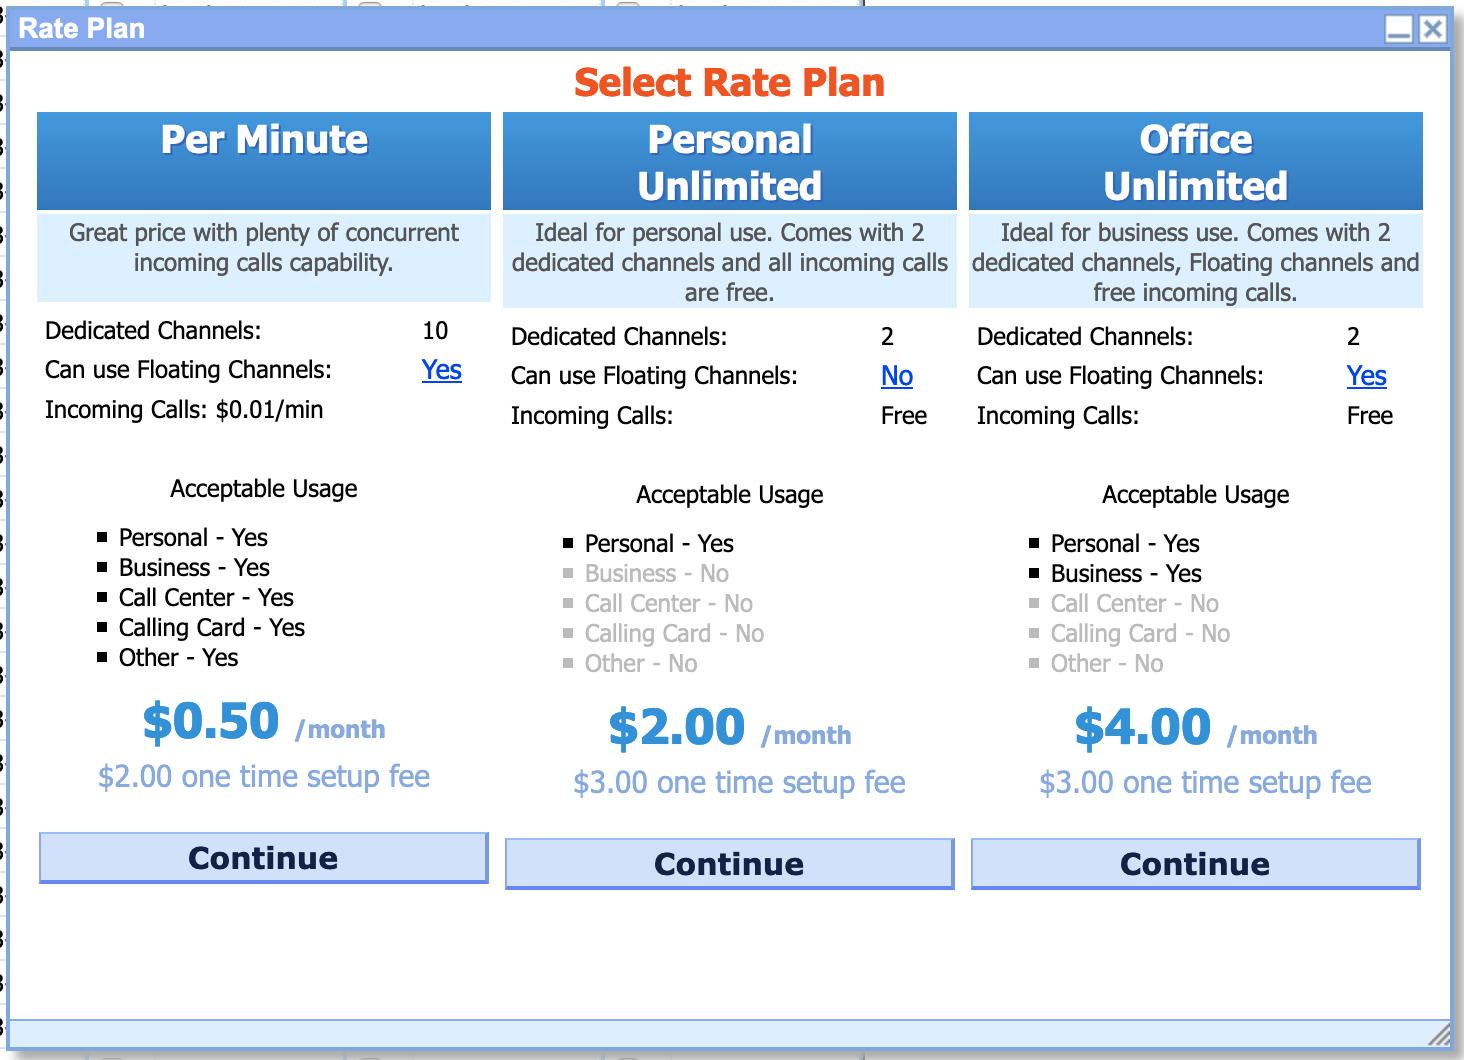 Rate Plan
Select Rate Plan
Per Minute
Great price with plenty of concurrent
incoming calls capability.
Dedicated Channels: 10
Can use Floating Channels: Yes
Incoming Calls: $0.01/min
Acceptable Usage
Personal - Yes
Business - Yes
Call Center - Yes
Calling Card - Yes
Other - Yes
$0.50 /month
$2.00 one time setup fee
Continue
Personal
Unlimited
Ideal for personal use. Comes with 2
dedicated channels and all incoming calls
are free.
Dedicated Channels: 2
Can use Floating Channels: No
Incoming Calls: Free
Acceptable Usage
Personal - Yes
Business - No
Call Center - No
Calling Card - No
Other - No
$2.00 /month
$3.00 one time setup fee
Continue
Office
Unlimited
Ideal for business use. Comes with 2
dedicated channels, Floating channels and
free incoming calls.
Dedicated Channels: 2
Can use Floating Channels: Yes
Incoming Calls: Free
Acceptable Usage
Personal - Yes
Business - Yes
Call Center - No
Calling Card - No
Other - No
$4.00 /month
$3.00 one time setup fee
Continue